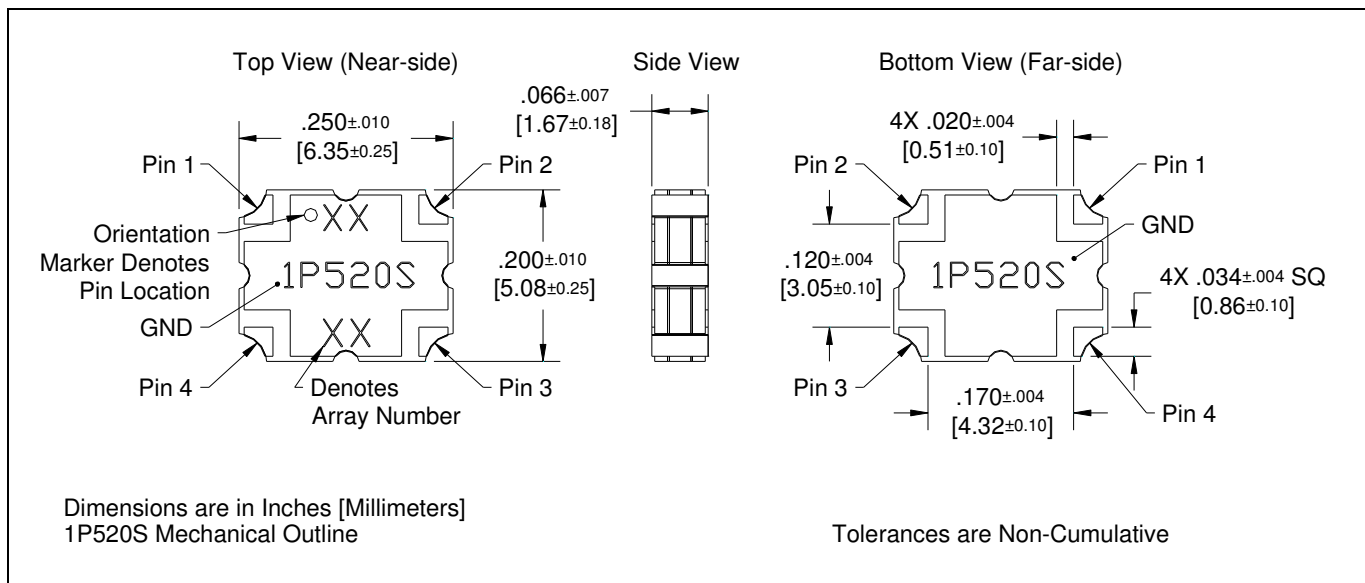 Top View (Near-side)
Side View
Bottom View (Far-side)
.250±.010
[6.35±0.25]
.066±.007
[1.67±0.18]
4X .020±.004
[0.51±0.10]
Pin 1
Pin 2
Pin 2
Pin 1
Orientation
Marker Denotes
Pin Location
XX
GND
1P520S
.200±.010
[5.08±0.25]
.120±.004
[3.05±0.10]
1P520S
GND
4X .034±.004 SQ
[0.86±0.10]
XX
Pin 4
Denotes
Array Number
Pin 3
Pin 3
.170±.004
[4.32±0.10]
Pin 4
Dimensions are in Inches [Millimeters]
1P520S Mechanical Outline
Tolerances are Non-Cumulative